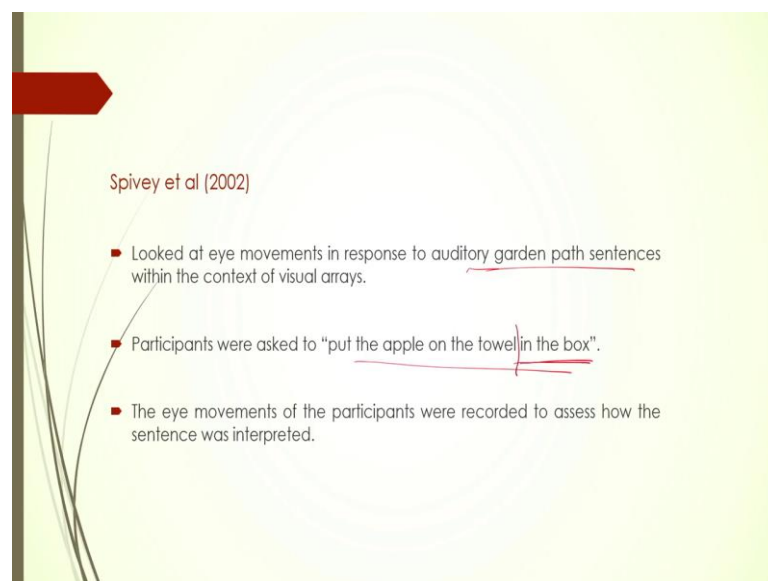 Spivey et al (2002)
Looked at eye movements in response to auditory garden path sentences
within the context of visual arrays.
Participants were asked to “put the apple on the towel in the box”.
The eye movements of the participants were recorded to assess how the
sentence was interpreted.